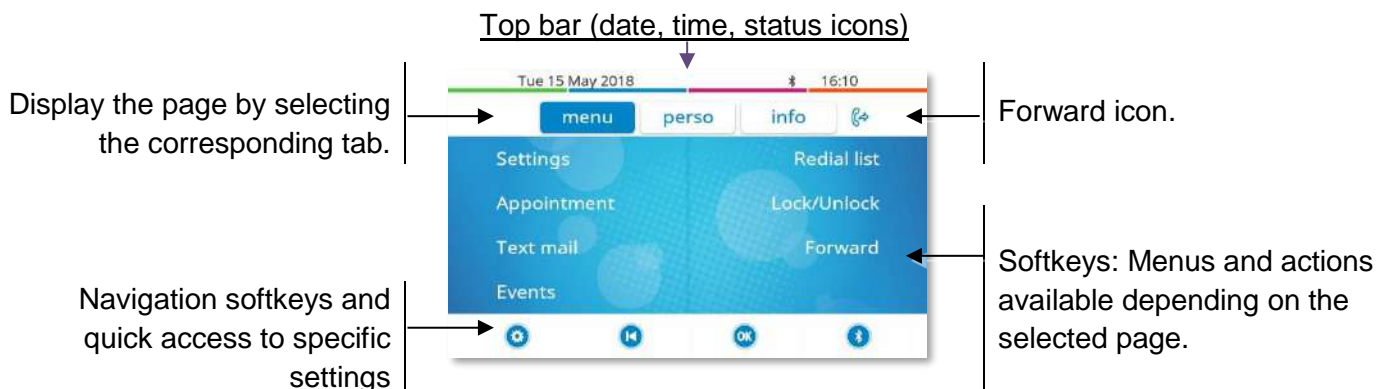 Top bar (date, time, status icons)
Tue 15 May 2018 16:10
Display the page by selecting
the corresponding tab.
menu perso info
Forward icon.
Settings Redial list
Appointment Lock/Unlock
Text mail Forward
Events
Softkeys: Menus and actions
available depending on the
selected page.
Navigation softkeys and
quick access to specific
settings
OK